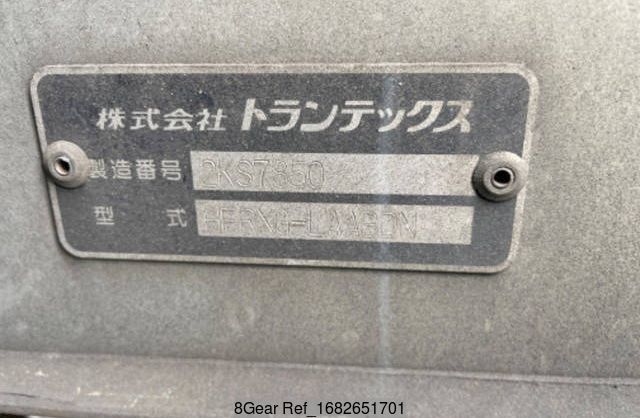 株式会社 トランテックス
製造番号 2KS7350
型式
8Gear Ref_1682651701